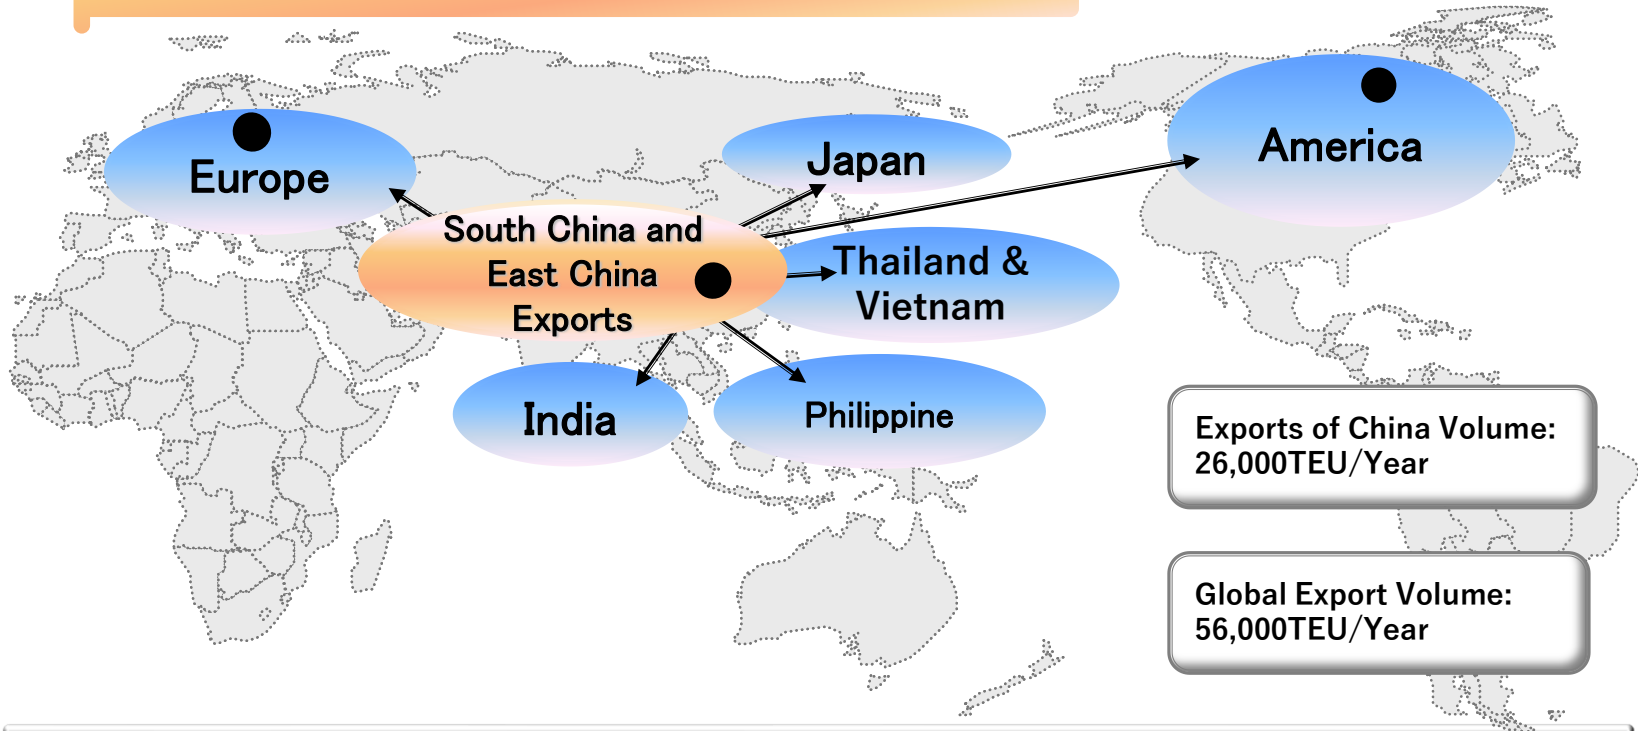 Europe
Japan
America
South China and
East China
Exports
Thailand &
Vietnam
India
Philippine
Exports of China Volume:
26,000TEU/Year
Global Export Volume:
56,000TEU/Year